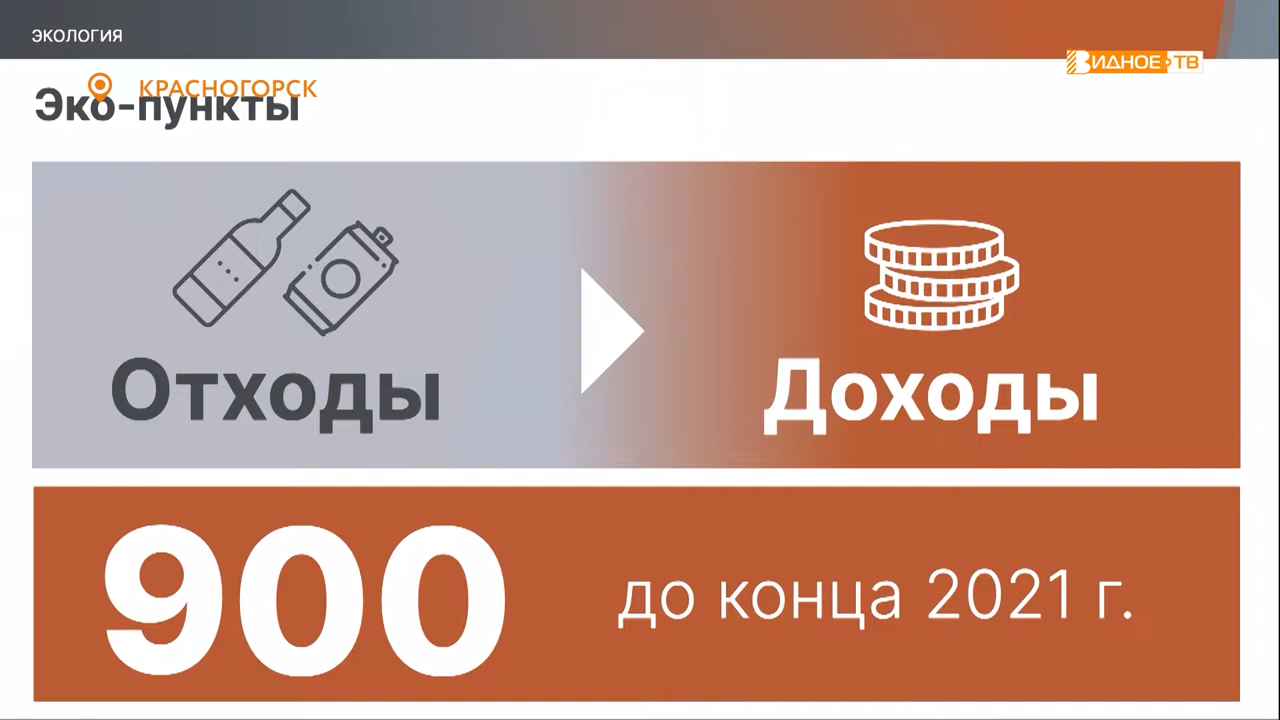 ЭКОЛОГИЯ
ВИДНОЕ ТВ
КРАСНОГОРСК
Эко-пункты
Отходы
Доходы
900
до конца 2021 г.